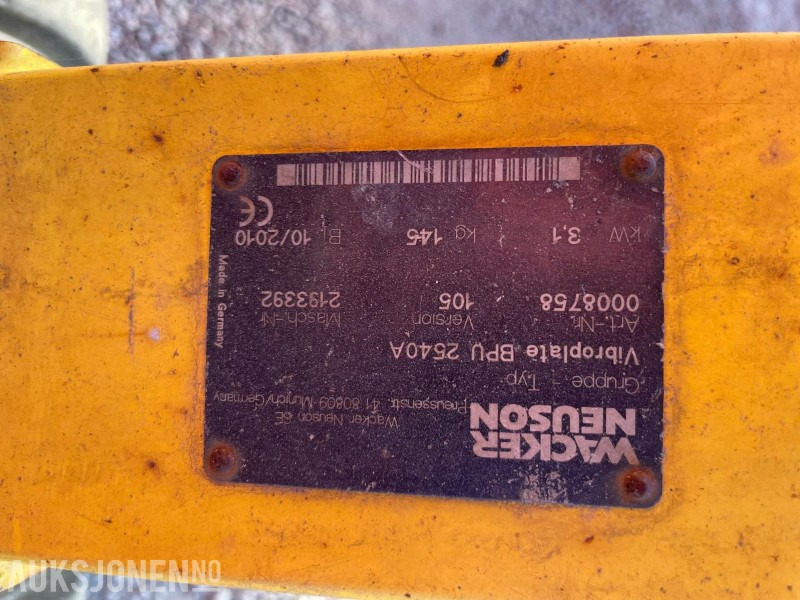 WACKER
NEUSON
Wacker Neuson SE
Preussenstr. 41 80809 Munich/Germany
Gruppe - Typ
Vibroplate BPU 2540A
Art.-Nr. Version Masch.-Nr.
0008758 105 2193392
kW 3,1 kg 145 Bj. 10/2010
CE
Made in Germany
AUKSJONEN.NO